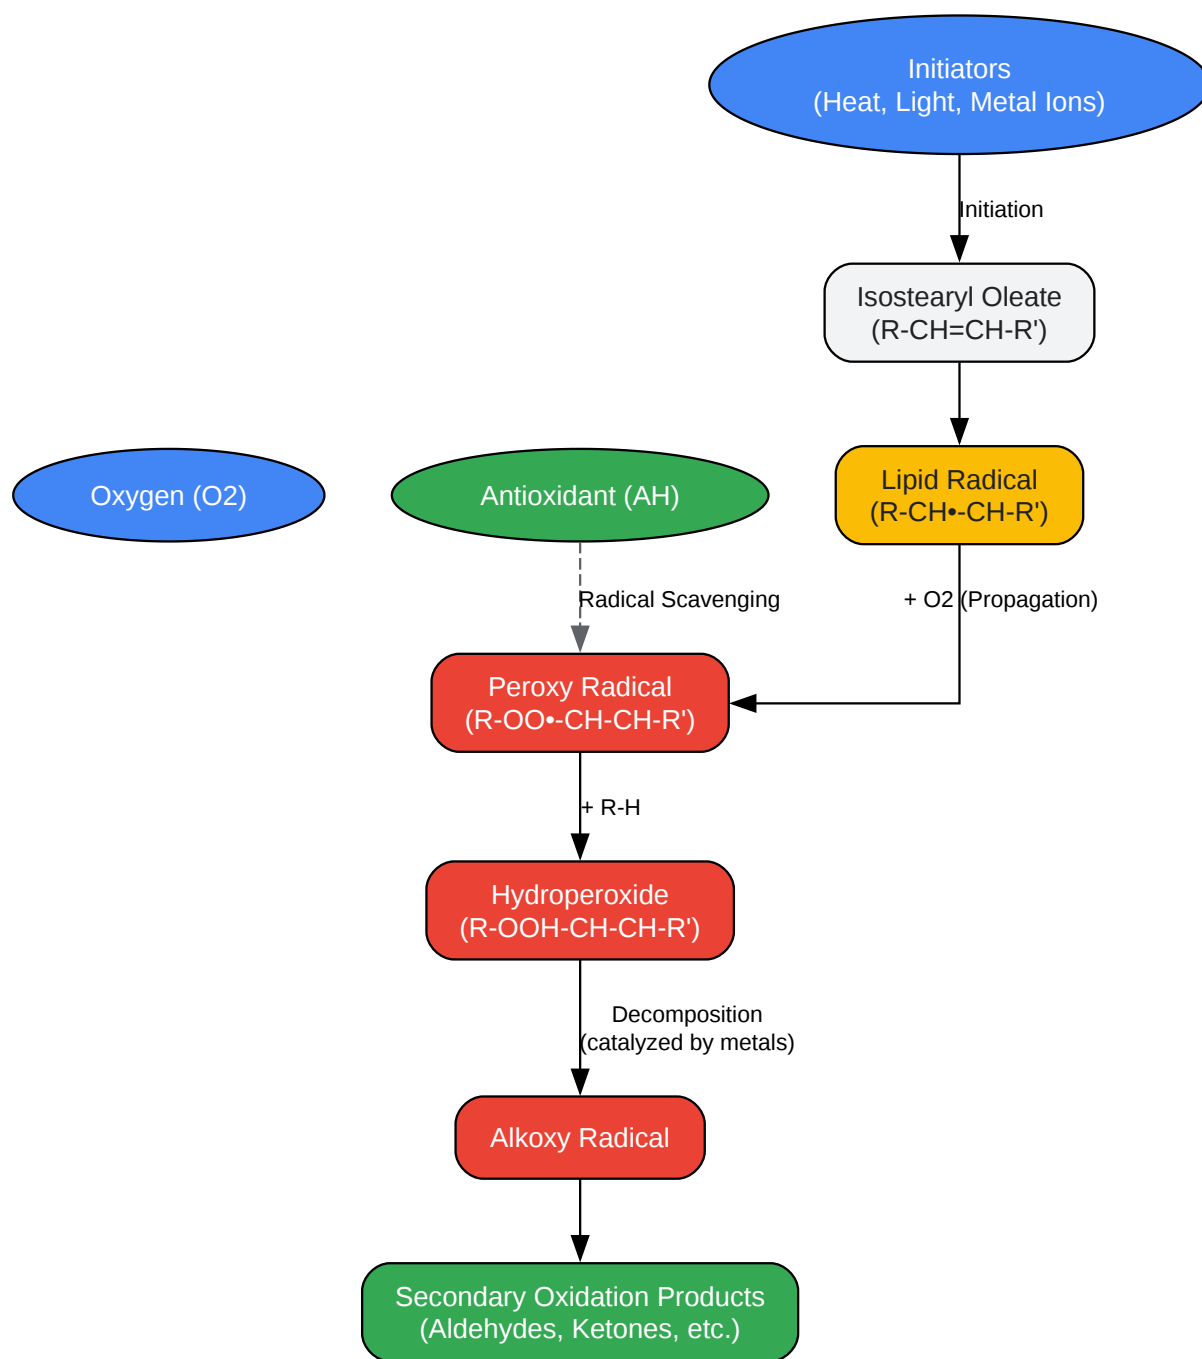 Initiators
(Heat, Light, Metal Ions)
Initiation
Isostearyl Oleate
(R-CH=CH-R')
Oxygen (O2)
Antioxidant (AH)
Lipid Radical
(R-CH•-CH-R')
Radical Scavenging
+ O2 (Propagation)
Peroxy Radical
(R-OO•-CH-CH-R')
+ R-H
Hydroperoxide
(R-OOH-CH-CH-R')
Decomposition
(catalyzed by metals)
Alkoxy Radical
Secondary Oxidation Products
(Aldehydes, Ketones, etc.)